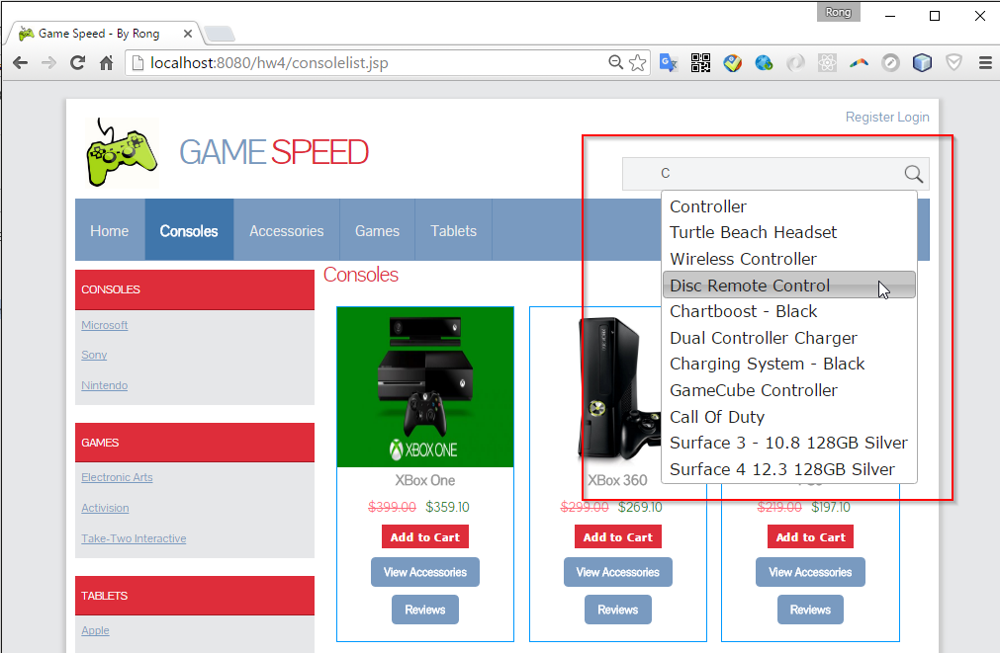 Rong
Game Speed - By Rong
localhost:8080/hw4/consolelist.jsp
Register Login
GAME SPEED
C
Home Consoles Accessories Games Tablets
Controller
Turtle Beach Headset
Wireless Controller
Disc Remote Control
Chartboost - Black
Dual Controller Charger
Charging System - Black
GameCube Controller
Call Of Duty
Surface 3 - 10.8 128GB Silver
Surface 4 12.3 128GB Silver
CONSOLES
Microsoft
Sony
Nintendo
GAMES
Electronic Arts
Activision
Take-Two Interactive
TABLETS
Apple
Consoles
XBOX ONE
XBox One
$399.00 $359.10
Add to Cart
View Accessories
Reviews
XBox 360
$299.00 $269.10
Add to Cart
View Accessories
Reviews
$219.00 $197.10
Add to Cart
View Accessories
Reviews